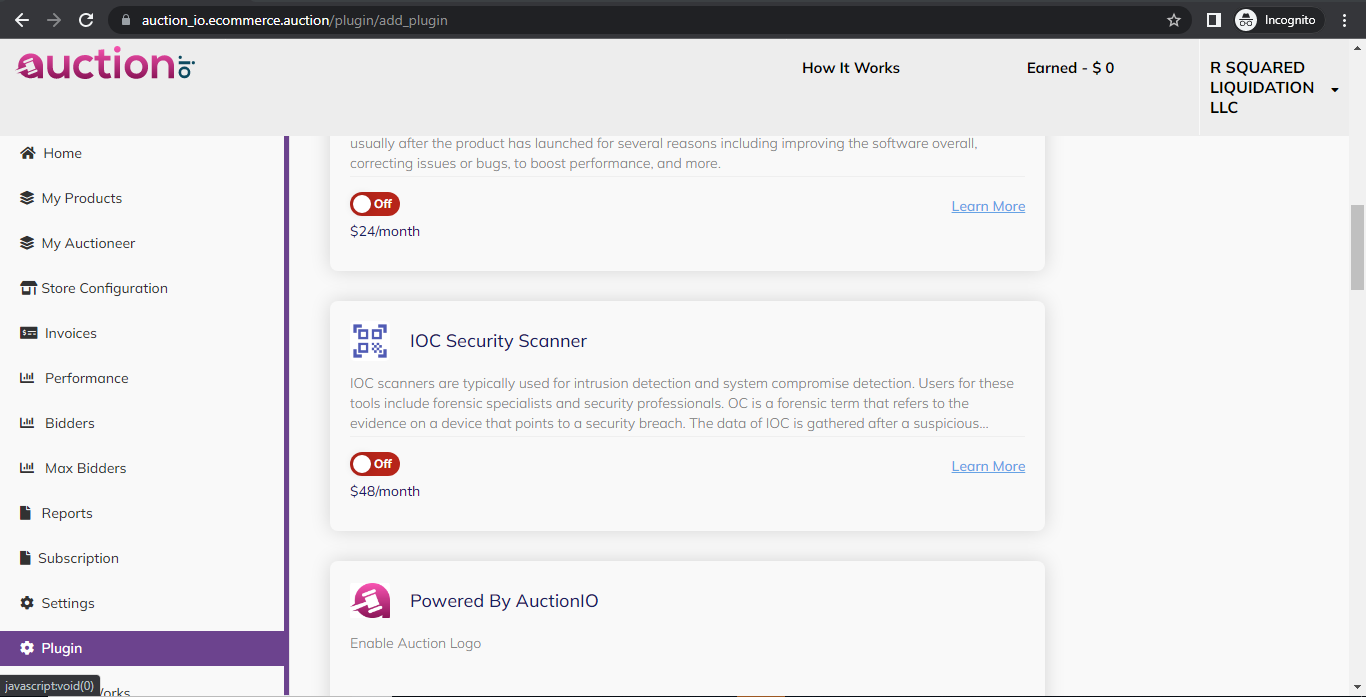 auction_io.ecommerce.auction/plugin/add_plugin
Incognito
auction io
How It Works
Earned - $ 0
R SQUARED
LIQUIDATION
LLC
Home
My Products
My Auctioneer
Store Configuration
Invoices
Performance
Bidders
Max Bidders
Reports
Subscription
Settings
Plugin
javascript:void(0)
usually after the product has launched for several reasons including improving the software overall,
correcting issues or bugs, to boost performance, and more.
Off
Learn More
$24/month
IOC Security Scanner
IOC scanners are typically used for intrusion detection and system compromise detection. Users for these
tools include forensic specialists and security professionals. OC is a forensic term that refers to the
evidence on a device that points to a security breach. The data of IOC is gathered after a suspicious...
Off
Learn More
$48/month
Powered By AuctionIO
Enable Auction Logo